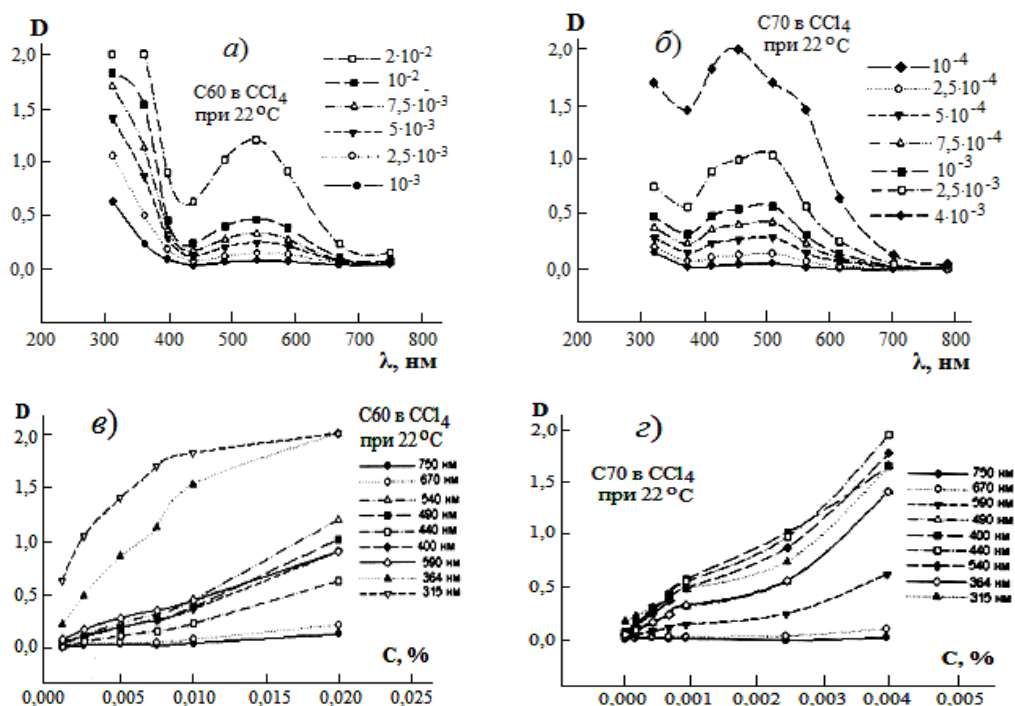 D
2,0
1,5
1,0
0,5
0,0
200 300 400 500 600 700 800
λ, нм
а)
C60 в CCl4
при 22 °C
2·10-2
10-2
7,5·10-3
5·10-3
2,5·10-3
10-3
D
2,0
1,5
1,0
0,5
0,0
200 300 400 500 600 700 800
λ, нм
б)
C70 в CCl4
при 22°C
10-4
2,5·10-4
5·10-4
7,5·10-4
10-3
2,5·10-3
4·10-3
D
2,0
1,5
1,0
0,5
0,0
0,000 0,005 0,010 0,020 0,025
C, %
в)
C60 в CCl4
при 22 °C
750 нм
670 нм
540 нм
490 нм
440 нм
400 нм
590 нм
364 нм
315 нм
D
2,0
1,5
1,0
0,5
0,0
0.000 0.001 0.002 0.003 0.004 0,005
C, %
г)
C70 в CCl4
при 22°C
750 нм
670 нм
590 нм
490 нм
400 нм
440 нм
540 нм
364 нм
315 нм